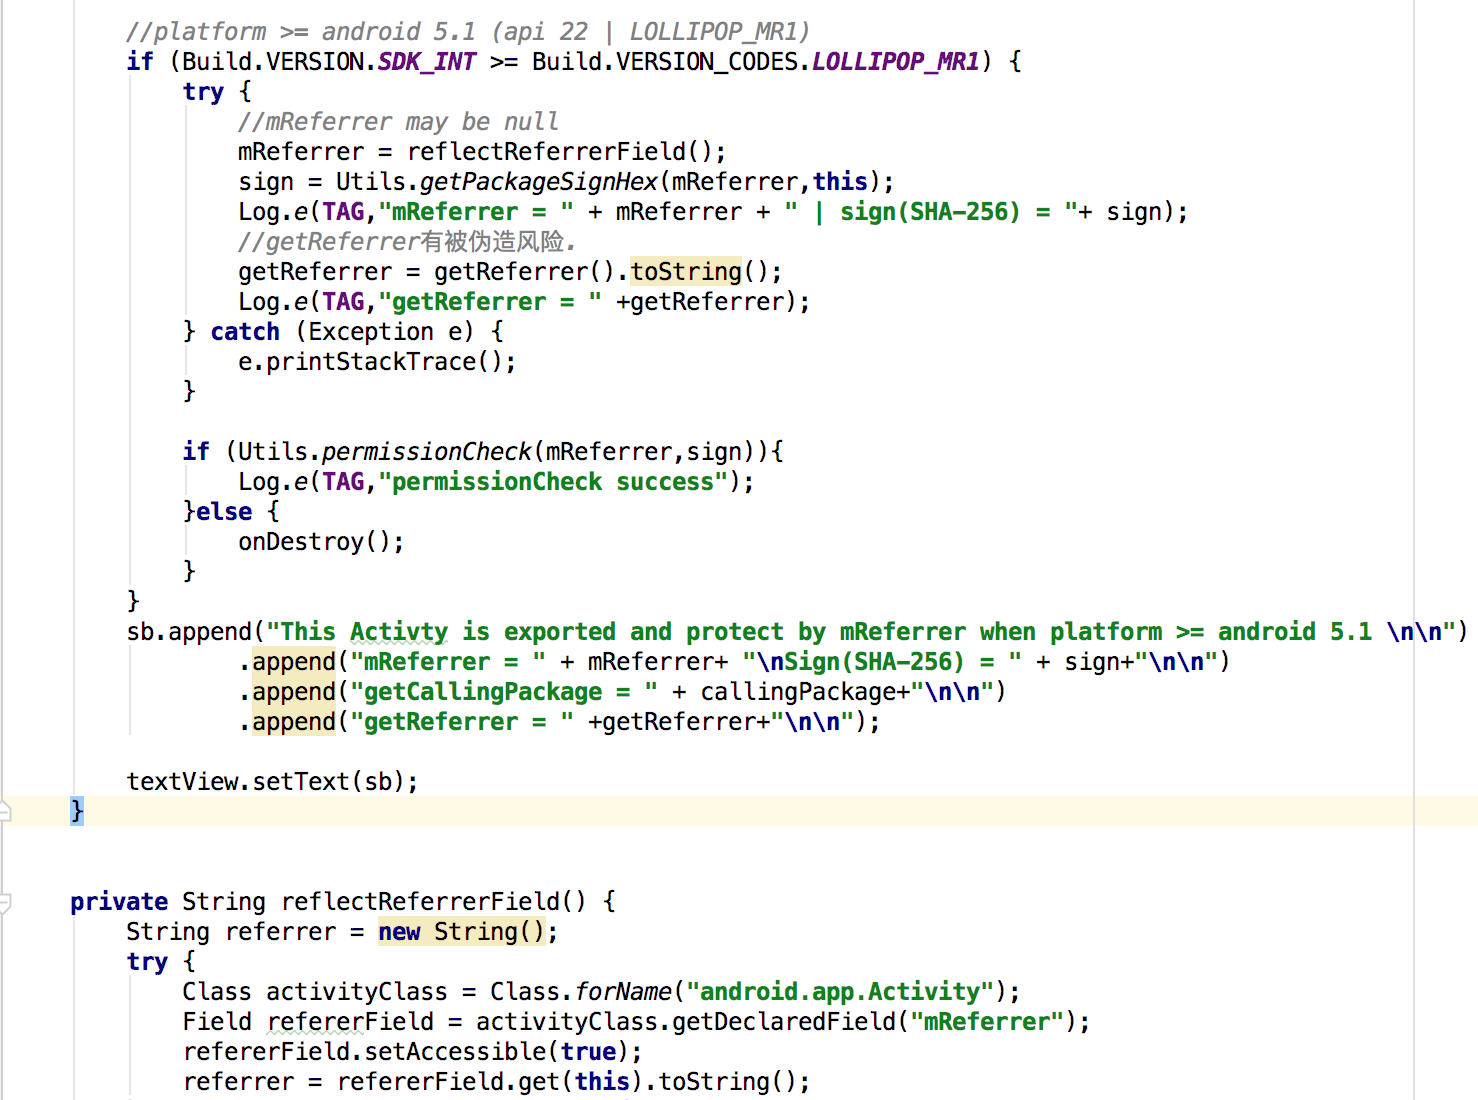 //platform >= android 5.1 (api 22 | LOLLIPOP_MR1)
if (Build.VERSION.SDK_INT >= Build.VERSION_CODES.LOLLIPOP_MR1) {
try {
//mReferrer may be null
mReferrer = reflectReferrerField();
sign = Utils.getPackageSignHex(mReferrer,this);
Log.e(TAG,"mReferrer = " + mReferrer + " | sign(SHA-256) = "+ sign);
//getReferrer有被伪造风险.
getReferrer = getReferrer().toString();
Log.e(TAG,"getReferrer = " +getReferrer);
} catch (Exception e) {
e.printStackTrace();
}
if (Utils.permissionCheck(mReferrer,sign)){
Log.e(TAG,"permissionCheck success");
}else {
onDestroy();
}
}
sb.append("This Activty is exported and protect by mReferrer when platform >= android 5.1 \n\n")
.append("mReferrer = " + mReferrer+ "\nSign(SHA-256) = " + sign+"\n\n")
.append("getCallingPackage = " + callingPackage+"\n\n")
.append("getReferrer = " +getReferrer+"\n\n");
textView.setText(sb);
}
private String reflectReferrerField() {
String referrer = new String();
try {
Class activityClass = Class.forName("android.app.Activity");
Field refererField = activityClass.getDeclaredField("mReferrer");
refererField.setAccessible(true);
referrer = refererField.get(this).toString();